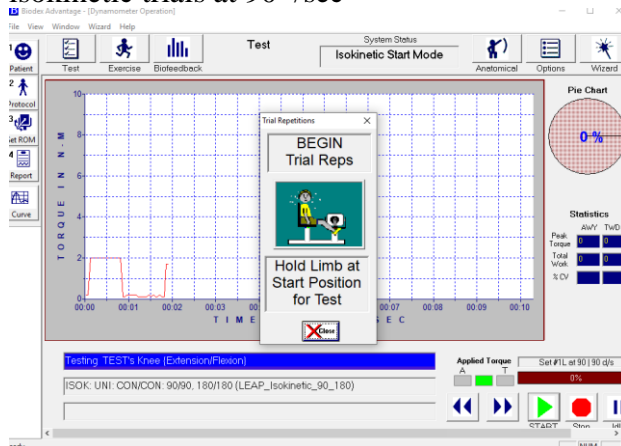 Biodex Advantage - [Dynamometer Operation]
File View Window Wizard Help
Test
Exercise
Biofeedback
Test
System Status
Isokinetic Start Mode
Anatomical
Options
Wizard
1
Patient
2
Protocol
3
Set ROM
4
Report
Curve
TORQUE IN N-M
10
8
6
4
2
0
00:00 00:01 00:02 00:03 00:07 00:08 00:09 00:10
TIME
SEC
Trial Repetitions
BEGIN
Trial Reps
Hold Limb at
Start Position
for Test
Close
Pie Chart
0 %
Statistics
AWY TWD
Peak
Torque
0 0
Total
Work
0 0
% CV
Testing TEST's Knee (Extension/Flexion)
ISOK: UNI: CON/CON: 90/90, 180/180 (LEAP_Isokinetic_90_180)
Applied Torque
A T
Set #1L at 90 | 90 d/s
0%
START
Stop
NUM